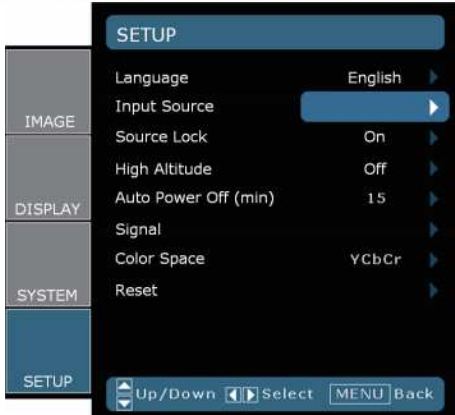 SETUP
Language English
Input Source
IMAGE
Source Lock On
High Altitude Off
Auto Power Off (min) 15
DISPLAY
Signal
Color Space YCbCr
SYSTEM
Reset
SETUP
Up/Down Select MENU Back